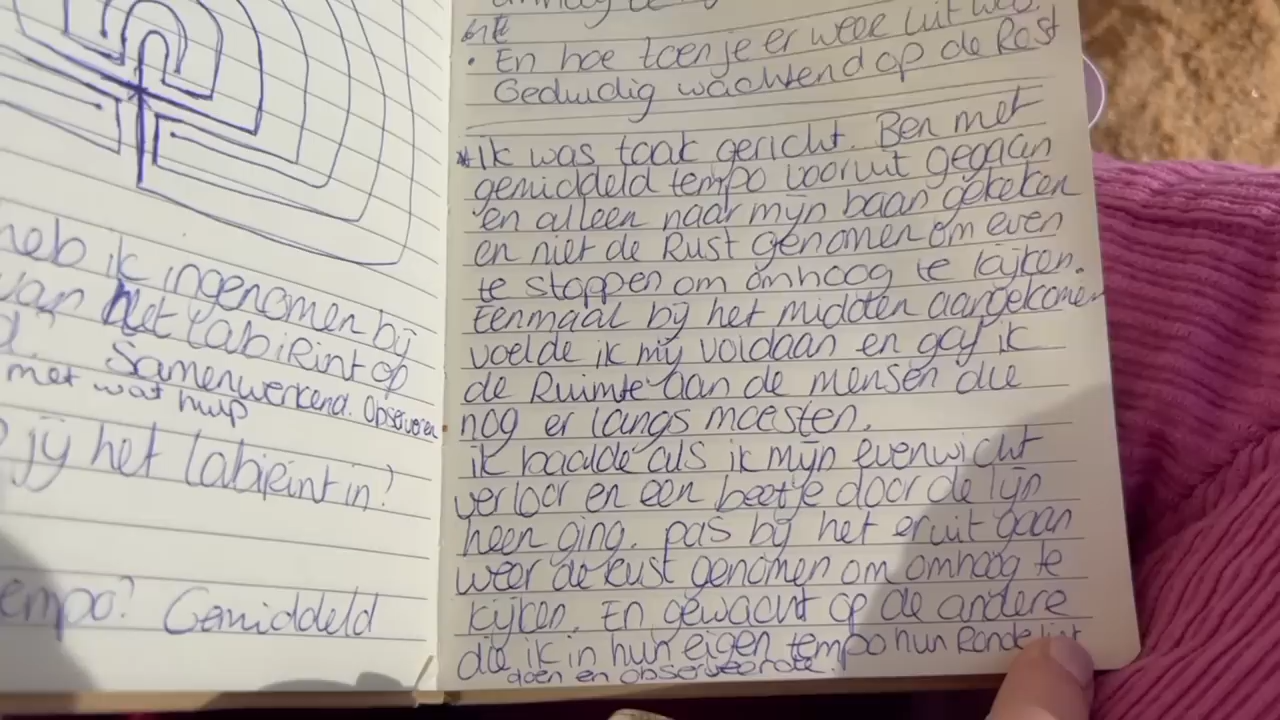 heb ik ingenomen bij
van het labirint op
Samenwerkend. Observeren
met wat hulp
jij het labirint in?
empo? Gemiddeld
• En hoe toen je er weer uit was.
Geduldig wachtend op de Rest
*ik was taak gericht. Ben met
gemiddeld tempo vooruit gegaan
en alleen naar mijn baan gekeken
en niet de Rust genomen om even
te stoppen om omhoog te kijken.
Eenmaal bij het midden aangekomen
voelde ik mij voldaan en gaf ik
de Ruimte aan de mensen die
nog er langs moesten.
ik baalde als ik mijn evenwicht
verloor en een beetje door de lijn
heen ging. pas bij het eruit gaan
weer de rust genomen om omhoog te
kijken. En gewacht op de andere
die ik in hun eigen tempo hun Ronde liet
doen en observeerde.